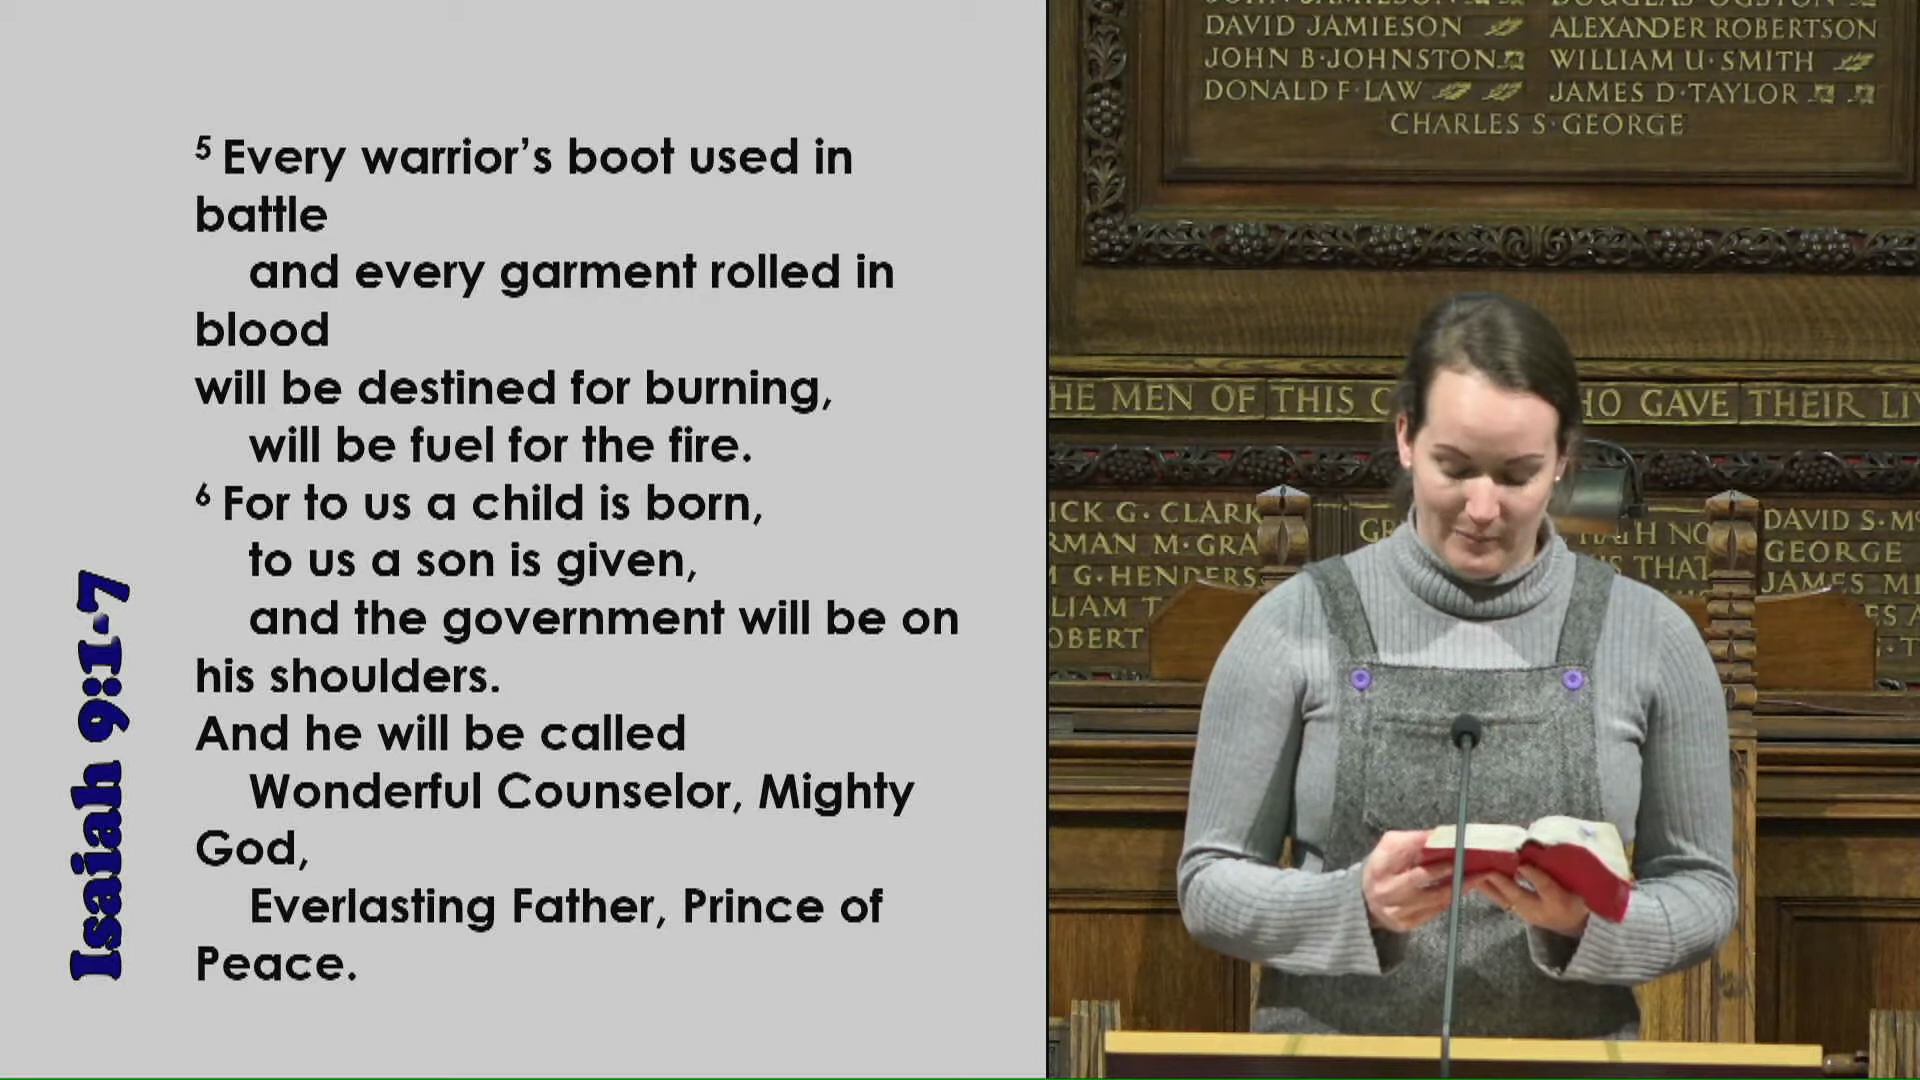 Isaiah 9:1-7
5 Every warrior’s boot used in
battle
and every garment rolled in
blood
will be destined for burning,
will be fuel for the fire.
6 For to us a child is born,
to us a son is given,
and the government will be on
his shoulders.
And he will be called
Wonderful Counselor, Mighty
God,
Everlasting Father, Prince of
Peace.
DAVID JAMIESON
JOHN B·JOHNSTON
DONALD F·LAW
ALEXANDER ROBERTSON
WILLIAM U·SMITH
JAMES D·TAYLOR
CHARLES S·GEORGE
HE MEN OF THIS
GAVE THEIR
G·CLARK
G·HENDERS
DAVID S·
GEORGE
JAMES